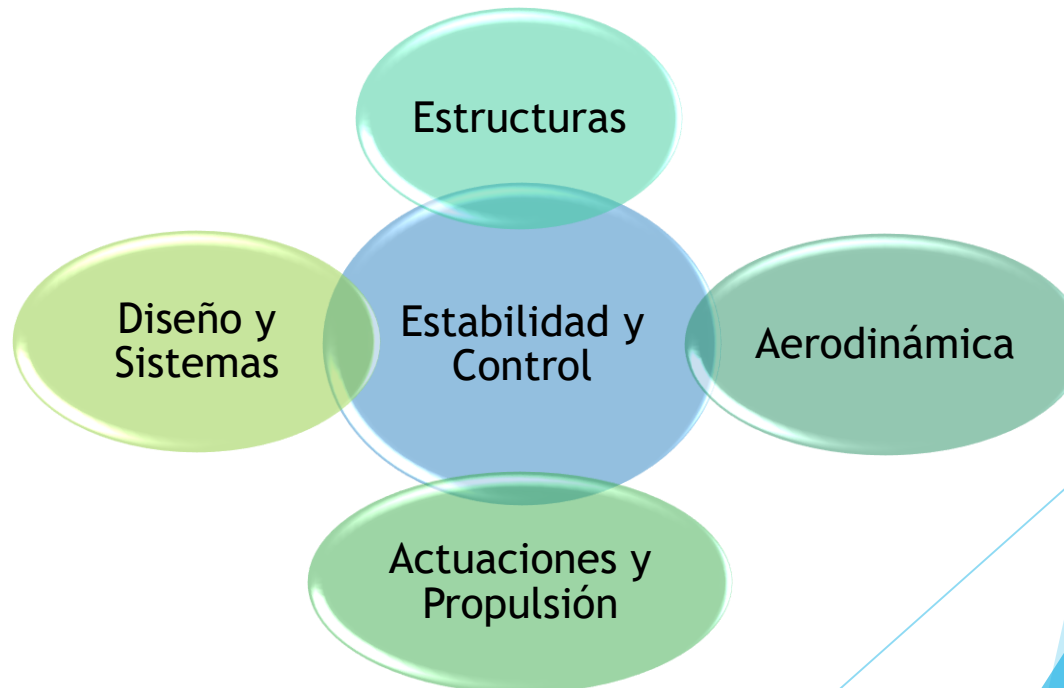 Estructuras
Diseño y
Sistemas
Estabilidad y
Control
Aerodinámica
Actuaciones y
Propulsión